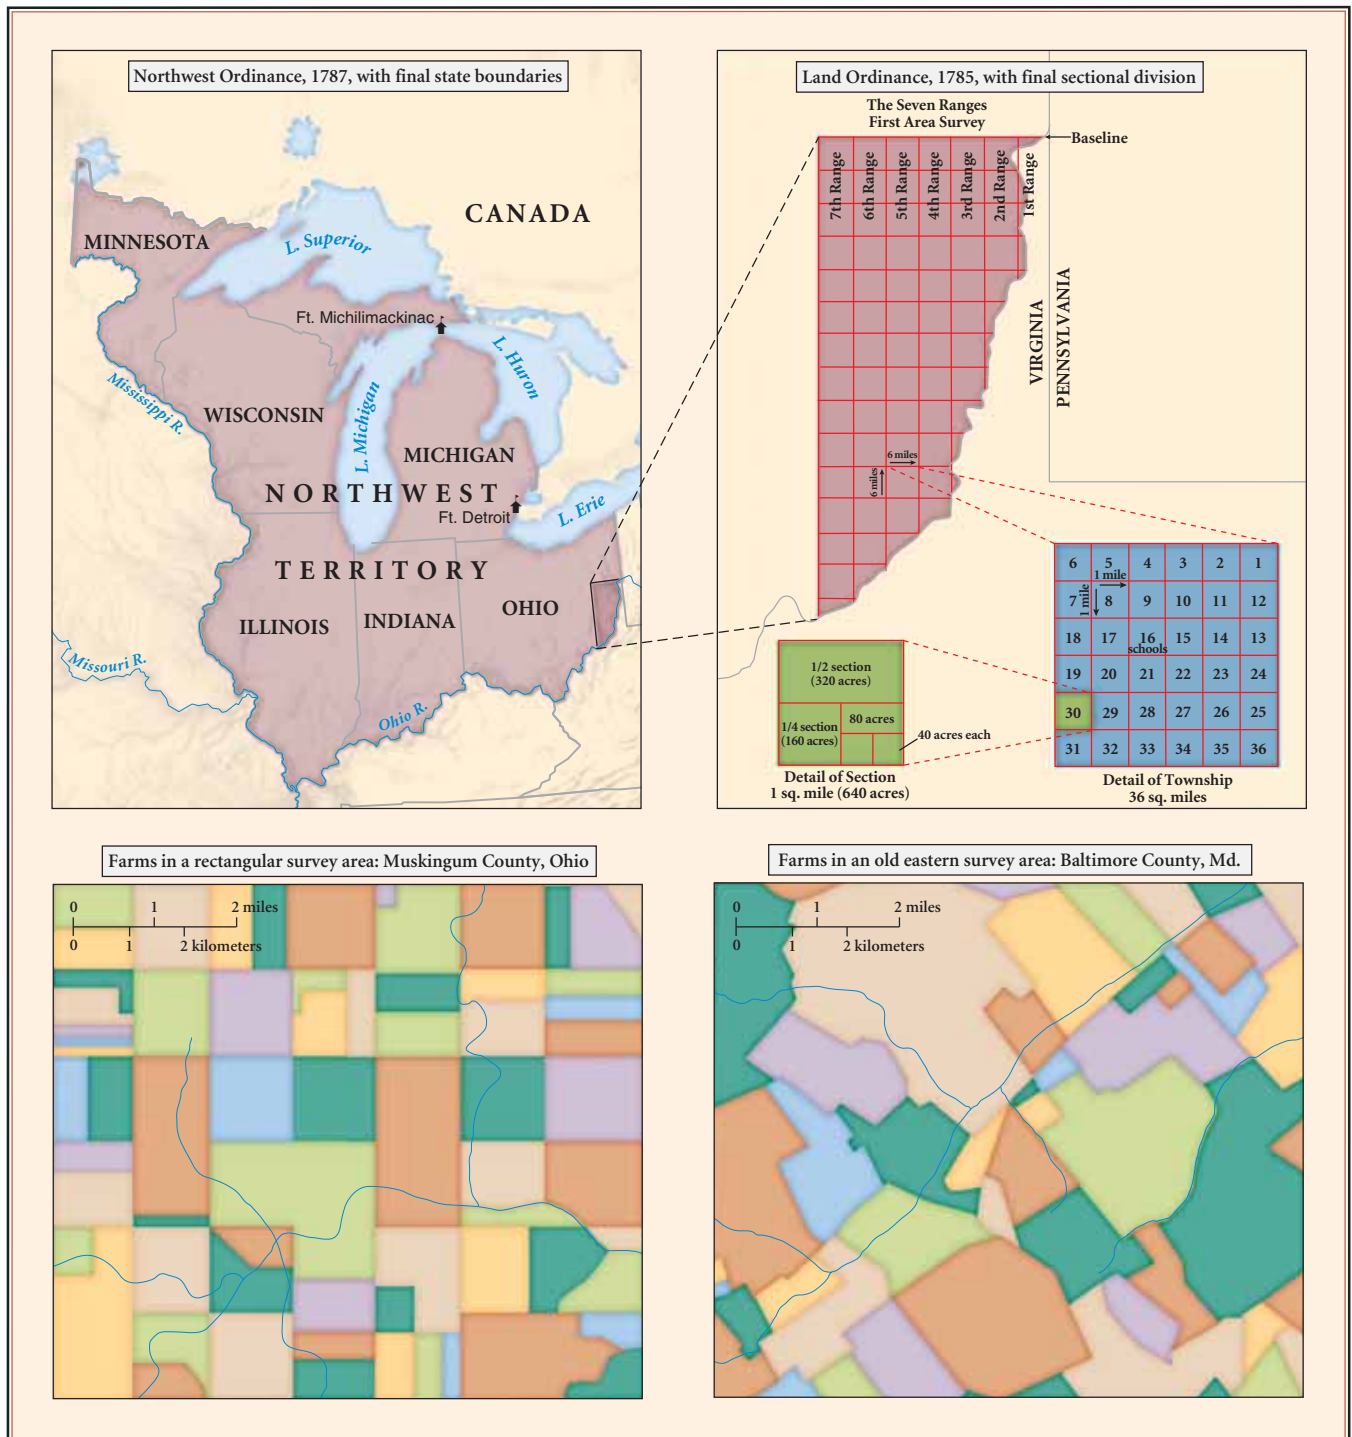 Northwest Ordinance, 1787, with final state boundaries
CANADA
MINNESOTA
L. Superior
Ft. Michilimackinac
L. Huron
Mississippi R.
WISCONSIN
L. Michigan
MICHIGAN
NORTHWEST
Ft. Detroit
L. Erie
TERRITORY
OHIO
INDIANA
ILLINOIS
Missouri R.
Ohio R.
Land Ordinance, 1785, with final sectional division
The Seven Ranges
First Area Survey
Baseline
7th Range
6th Range
5th Range
4th Range
3rd Range
2nd Range
1st Range
VIRGINIA
PENNSYLVANIA
6 miles
6 miles
6 5 4 3 2 1
1 mile
1 mile
7 8 9 10 11 12
18 17 16 15 14 13
schools
19 20 21 22 23 24
30 29 28 27 26 25
31 32 33 34 35 36
Detail of Township
36 sq. miles
1/2 section
(320 acres)
1/4 section
(160 acres)
80 acres
40 acres each
Detail of Section
1 sq. mile (640 acres)
Farms in a rectangular survey area: Muskingum County, Ohio
0 1 2 miles
0 1 2 kilometers
Farms in an old eastern survey area: Baltimore County, Md.
0 1 2 miles
0 1 2 kilometers